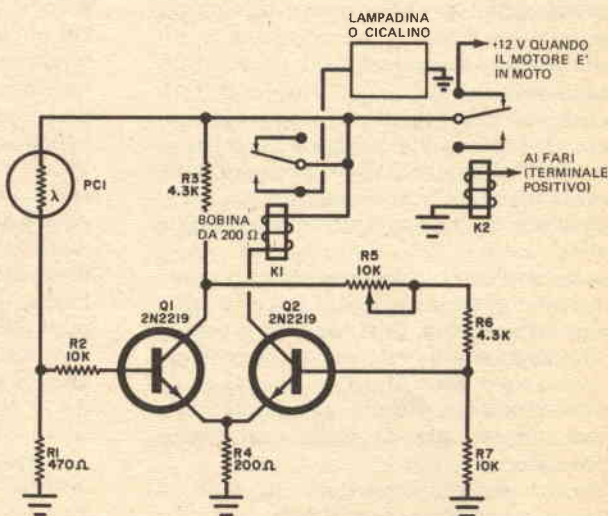 LAMPADINA
O CICALINO
+12 V QUANDO
IL MOTORE E'
IN MOTO
AI FARI
(TERMINALE
POSITIVO)
PC1
λ
R3
4.3K
BOBINA
DA 200 Ω
K1
K2
R5
10K
Q1
2N2219
Q2
2N2219
R2
10K
R6
4.3K
R1
470Ω
R4
200Ω
R7
10K